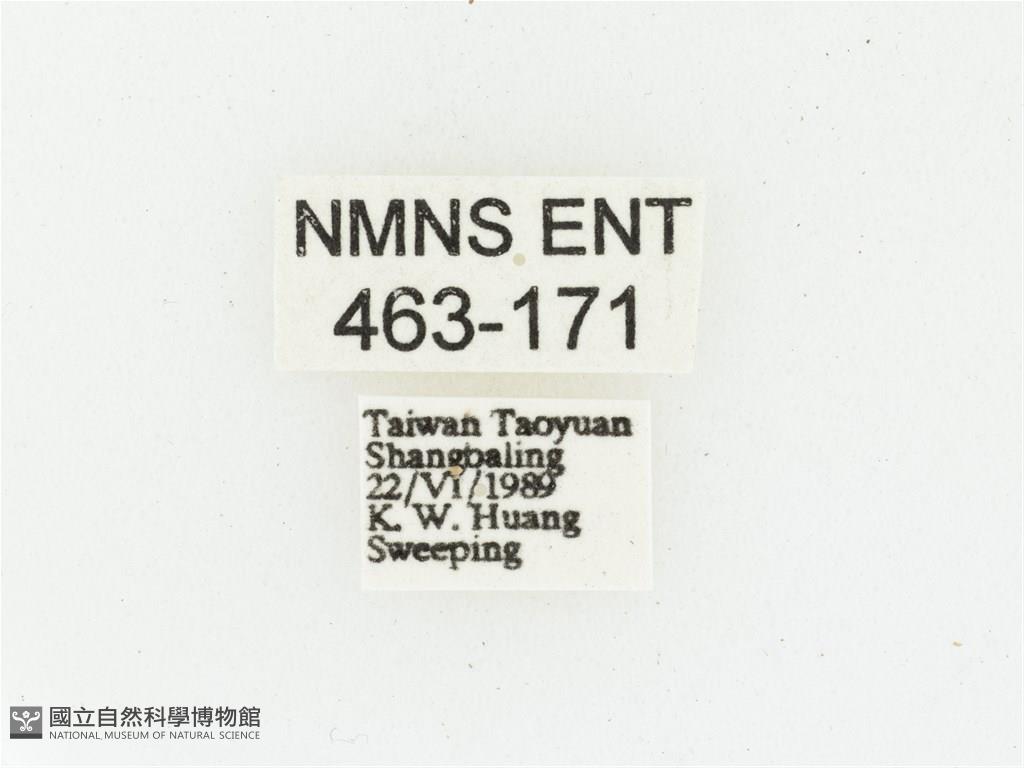 NMNS ENT
463-171
Taiwan Taoyuan
Shangbaling
22/VI/1989
K. W. Huang
Sweeping
國立自然科學博物館
NATIONAL MUSEUM OF NATURAL SCIENCE